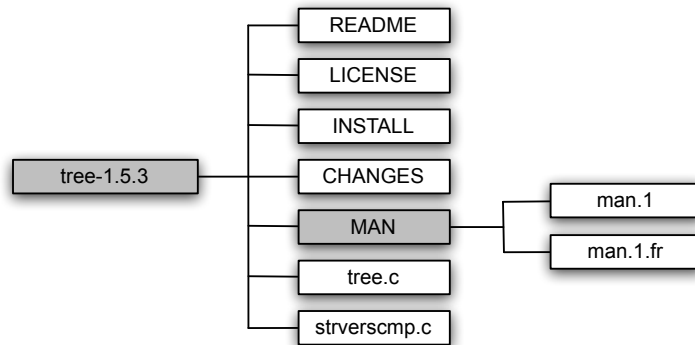 README
LICENSE
INSTALL
tree-1.5.3
CHANGES
man.1
MAN
man.1.fr
tree.c
strverscmp.c